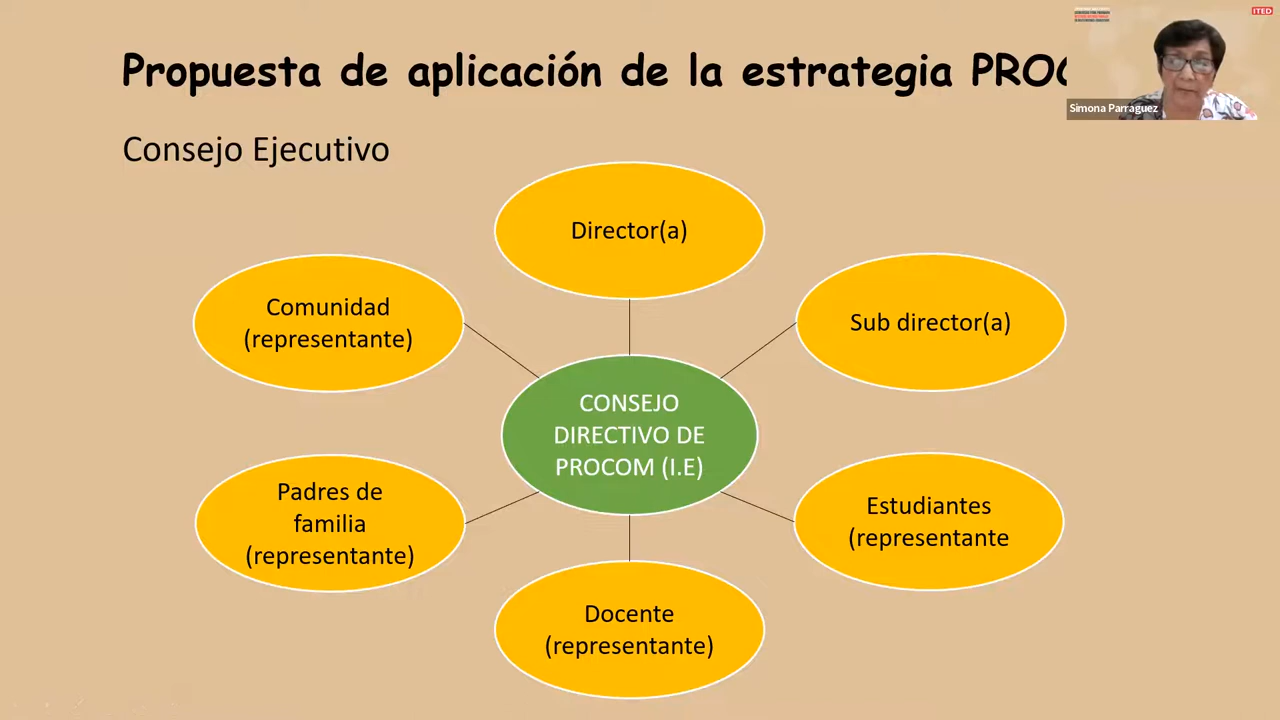 Propuesta de aplicación de la estrategia
ITED
Simona Parraguez
Consejo Ejecutivo
Director(a)
Comunidad
(representante)
Sub director(a)
CONSEJO
DIRECTIVO DE
PROCOM (I.E)
Padres de
familia
(representante)
Estudiantes
(representante
Docente
(representante)